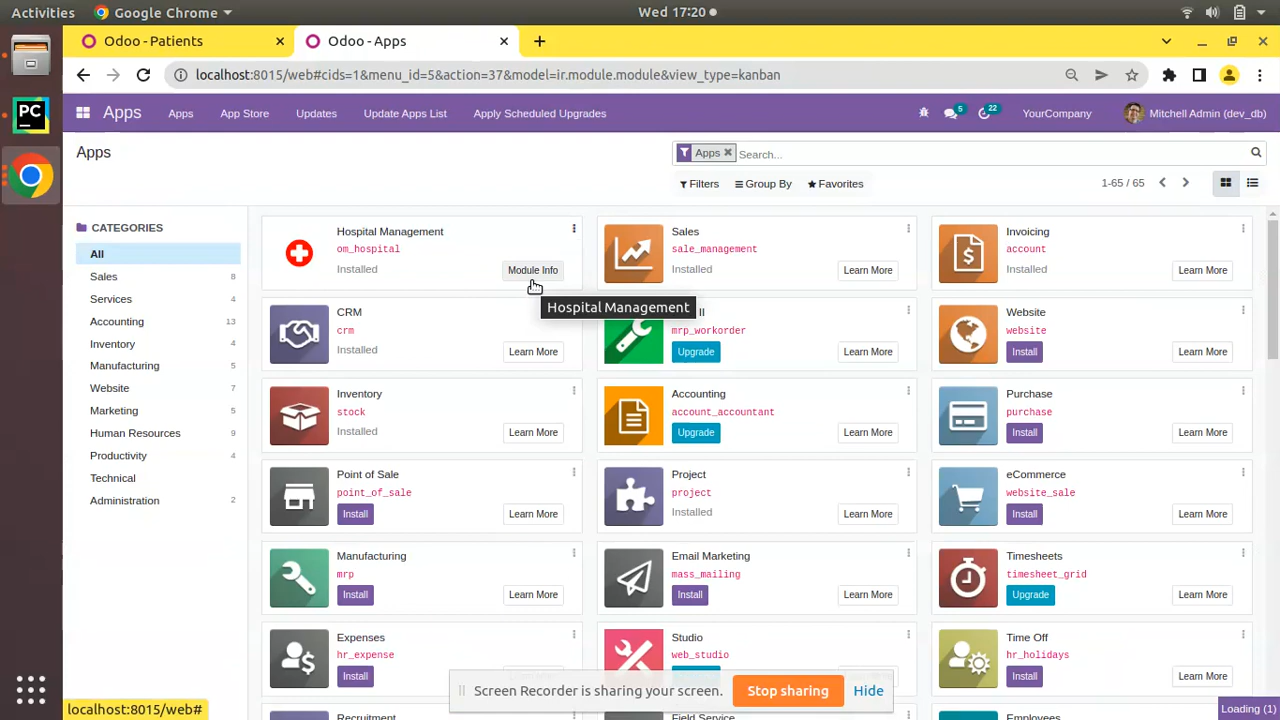 Activities Google Chrome Wed 17:20
Odoo - Patients Odoo - Apps
localhost:8015/web#cids=1&menu_id=5&action=37&model=ir.module.module&view_type=kanban
Apps Apps App Store Updates Update Apps List Apply Scheduled Upgrades 5 22 YourCompany Mitchell Admin (dev_db)
Apps
Apps Search...
Filters Group By Favorites 1-65 / 65
CATEGORIES
All
Sales 8
Services 4
Accounting 13
Inventory 4
Manufacturing 5
Website 7
Marketing 5
Human Resources 9
Productivity 4
Technical
Administration 2
Hospital Management
om_hospital
Installed Module Info
Sales
sale_management
Installed Learn More
Invoicing
account
Installed Learn More
Hospital Management
CRM
crm
Installed Learn More
II
mrp_workorder
Upgrade
Website
website
Install Learn More
Inventory
stock
Installed Learn More
Accounting
account_accountant
Upgrade Learn More
Purchase
purchase
Install Learn More
Point of Sale
point_of_sale
Install Learn More
Project
project
Installed Learn More
eCommerce
website_sale
Install Learn More
Manufacturing
mrp
Install Learn More
Email Marketing
mass_mailing
Install Learn More
Timesheets
timesheet_grid
Upgrade Learn More
Expenses
hr_expense
Install
Studio
web_studio
Time Off
hr_holidays
Install Learn More
Screen Recorder is sharing your screen. Stop sharing Hide
Recruitment
Field Service
Employees
localhost:8015/web#
Loading (1)